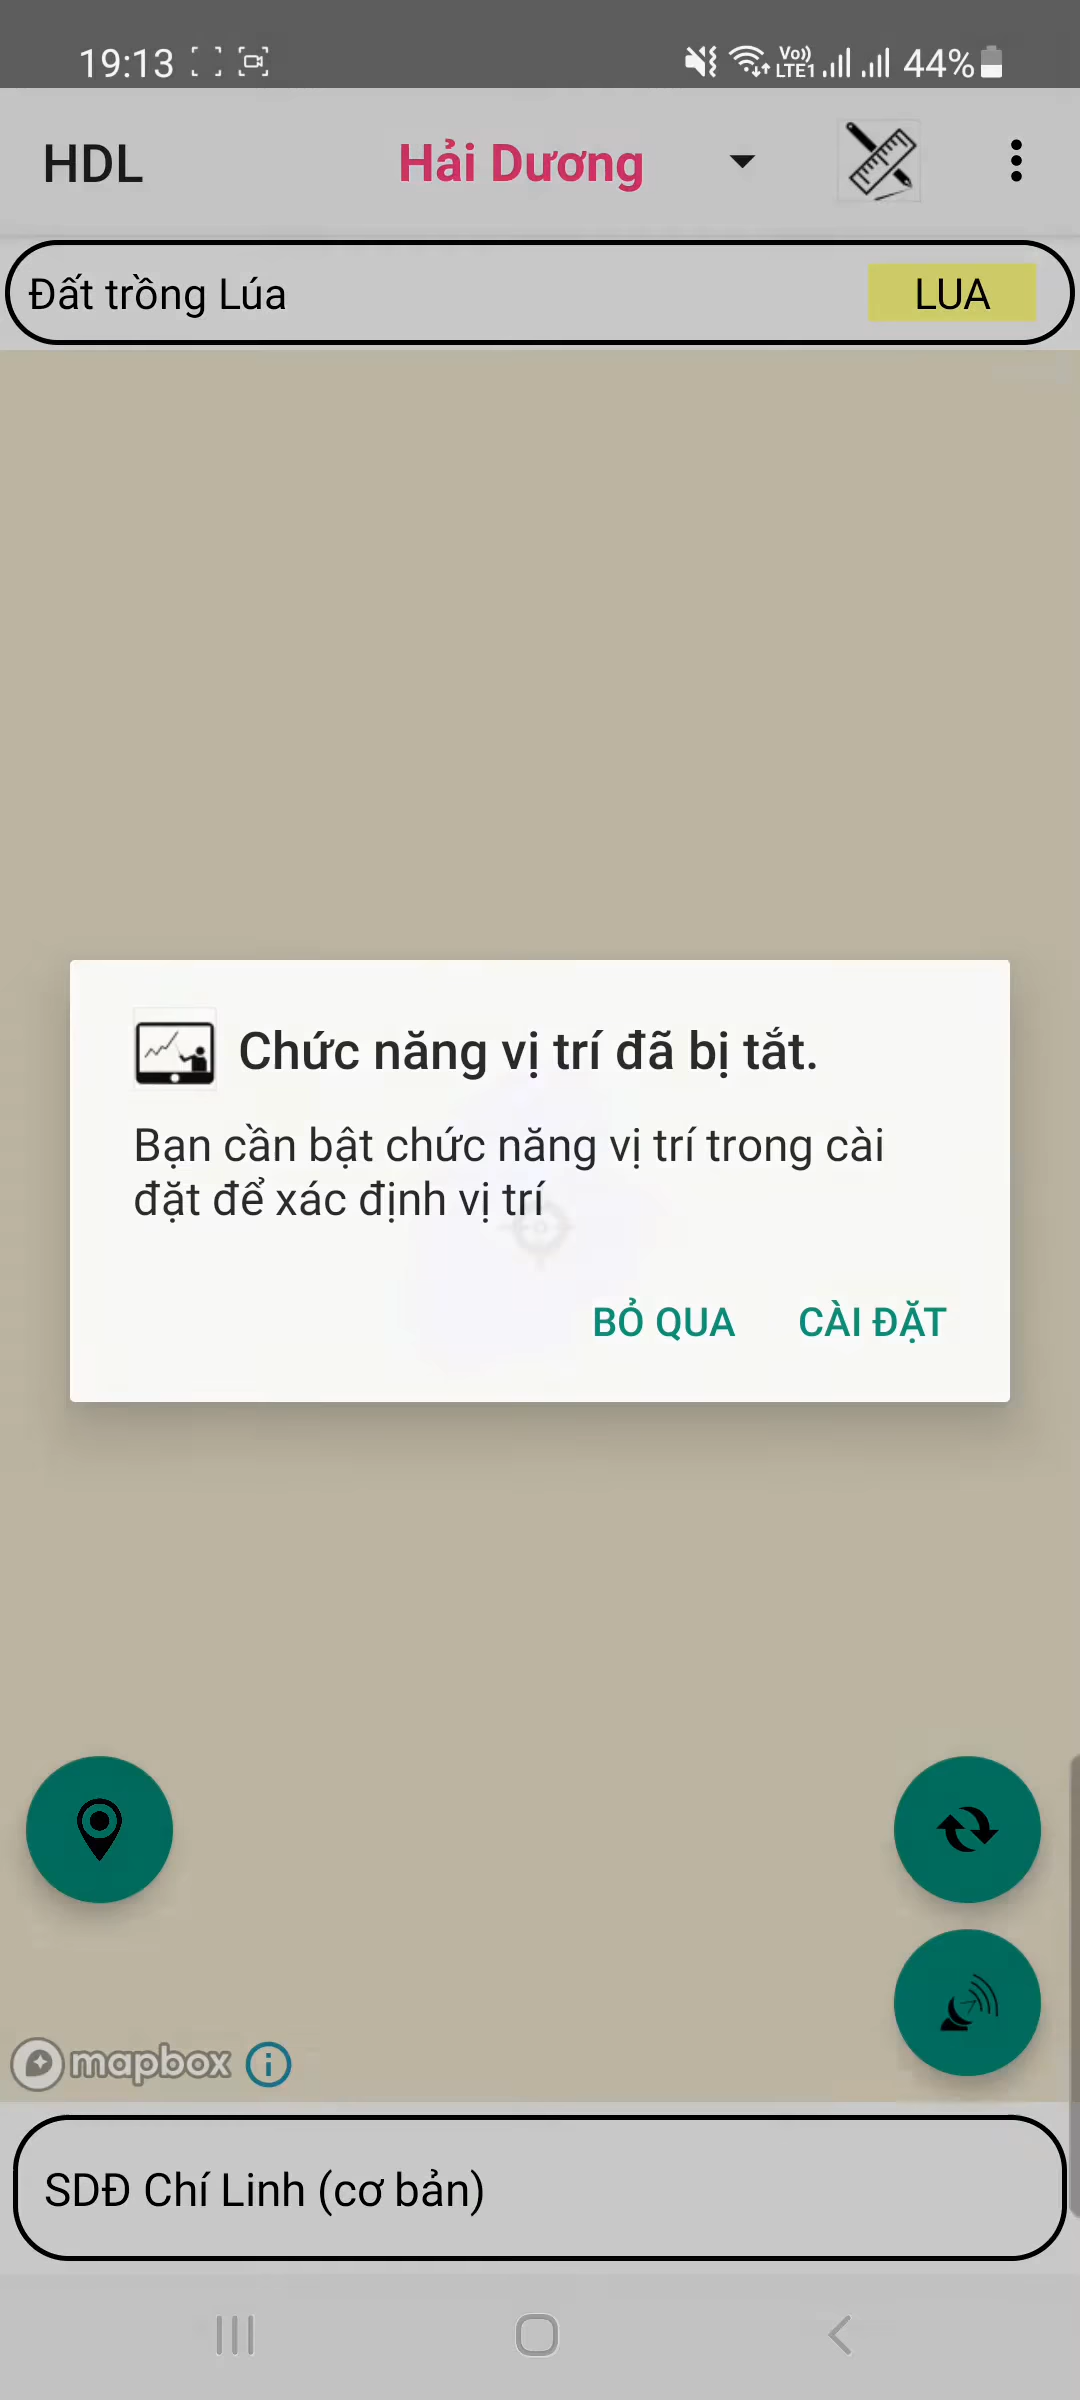 19:13
Vo)) LTE1 44%
HDL Hải Dương
Đất trồng Lúa LUA
Chức năng vị trí đã bị tắt.
Bạn cần bật chức năng vị trí trong cài
đặt để xác định vị trí
BỎ QUA CÀI ĐẶT
mapbox
SDĐ Chí Linh (cơ bản)